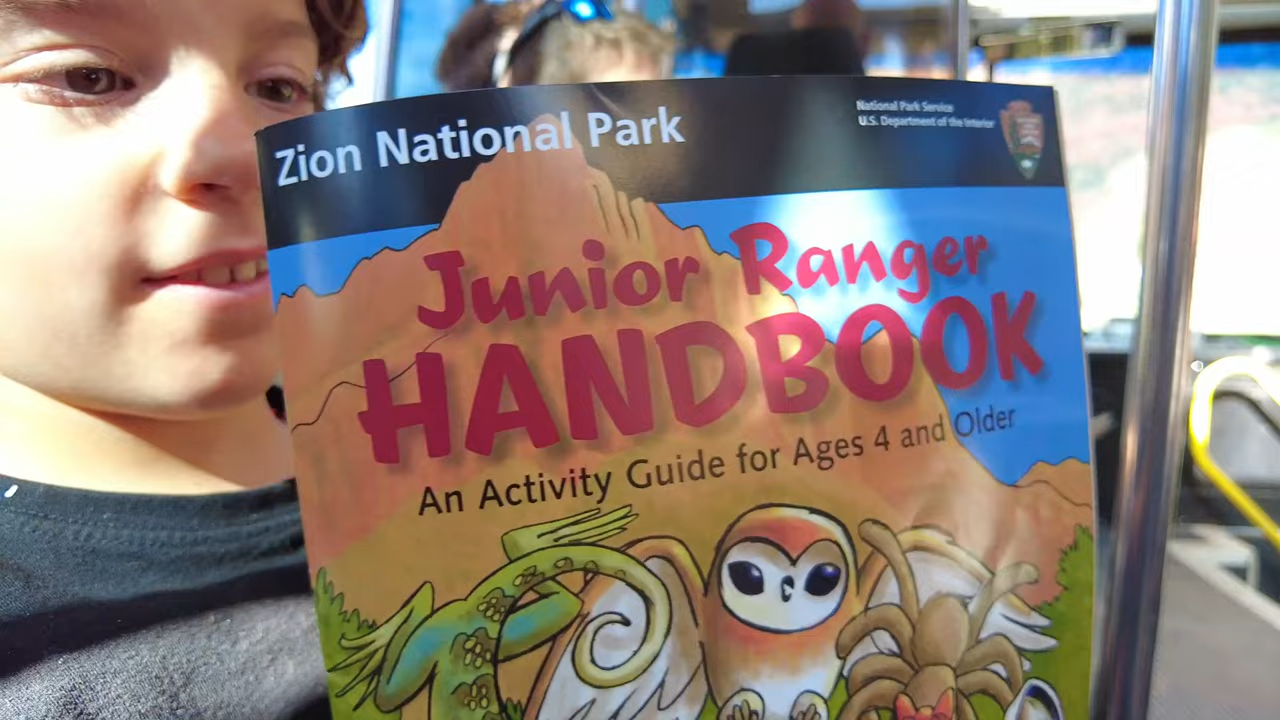 Zion National Park
National Park Service
U.S. Department of the Interior
Junior Ranger
HANDBOOK
An Activity Guide for Ages 4 and Older